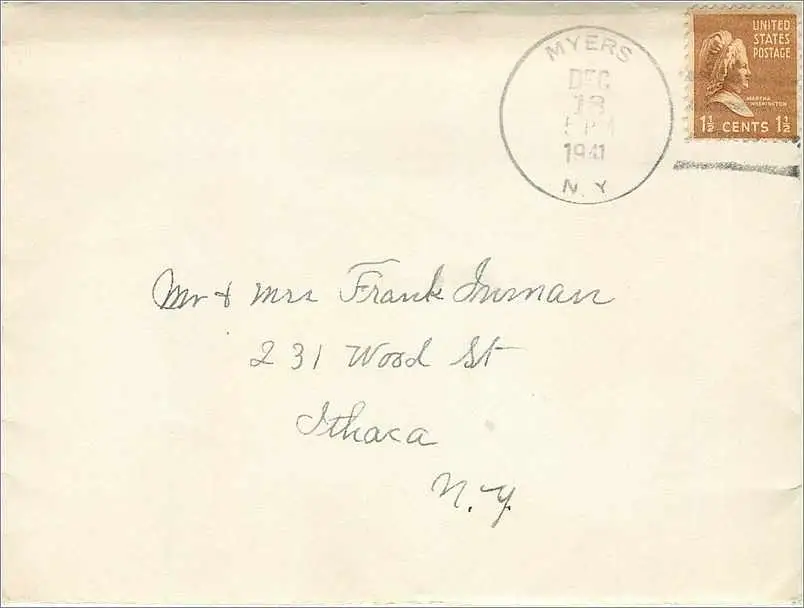 UNITED
STATES
POSTAGE
MARTHA
WASHINGTON
1½ CENTS 1½
MYERS
DEC
18
5 PM
1941
N.Y
Mr & Mrs Frank Inman
231 Wood St
Ithaca
N.Y.